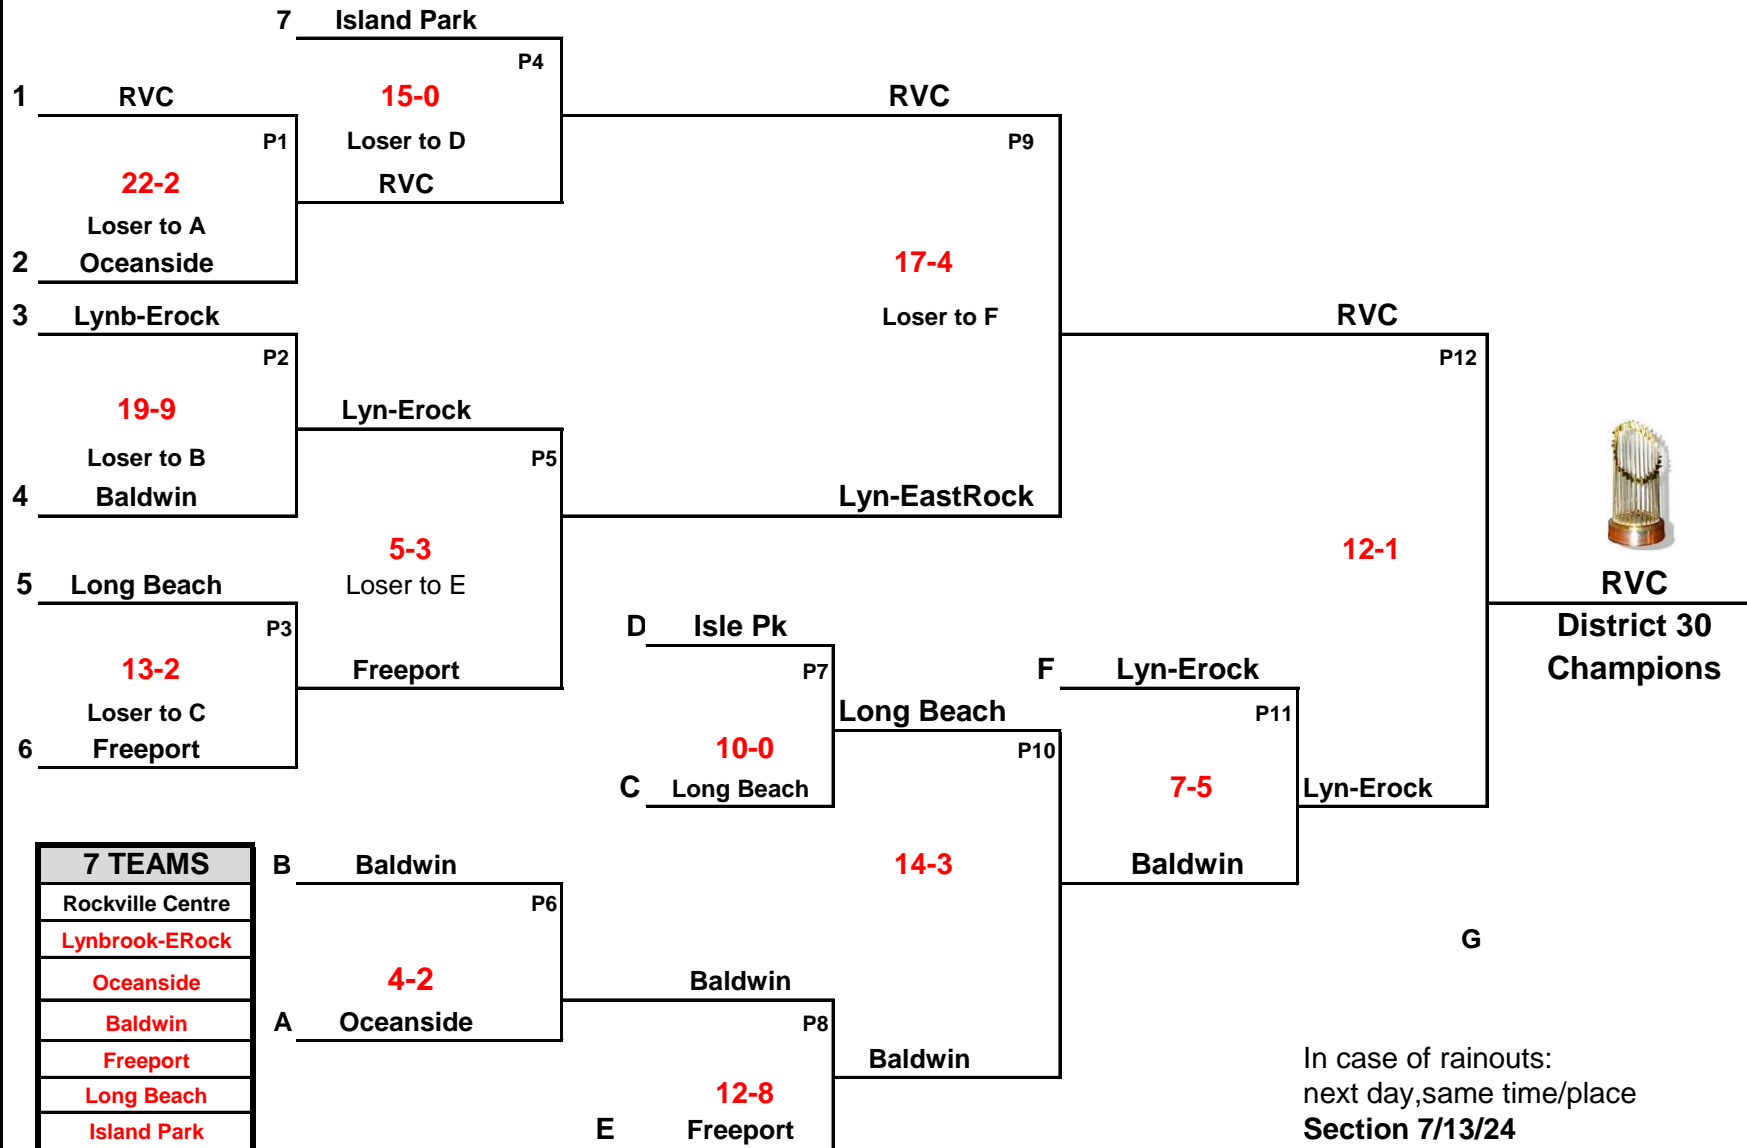 7 Island Park
P4
1 RVC 15-0 RVC
P1 Loser to D P9
22-2 RVC
Loser to A
2 Oceanside 17-4
3 Lynb-Erock Loser to F RVC
P2 P12
19-9 Lyn-Erock
Loser to B P5
4 Baldwin Lyn-EastRock
5-3 12-1
5 Long Beach Loser to E RVC
P3 D Isle Pk District 30
13-2 Freeport P7 F Lyn-Erock Champions
Loser to C Long Beach P11
6 Freeport 10-0 P10
C Long Beach 7-5 Lyn-Erock
7 TEAMS B Baldwin 14-3 Baldwin
Rockville Centre P6
Lynbrook-ERock G
Oceanside 4-2 Baldwin
Baldwin A Oceanside P8
Freeport Baldwin In case of rainouts:
Long Beach 12-8 next day,same time/place
Island Park E Freeport Section 7/13/24